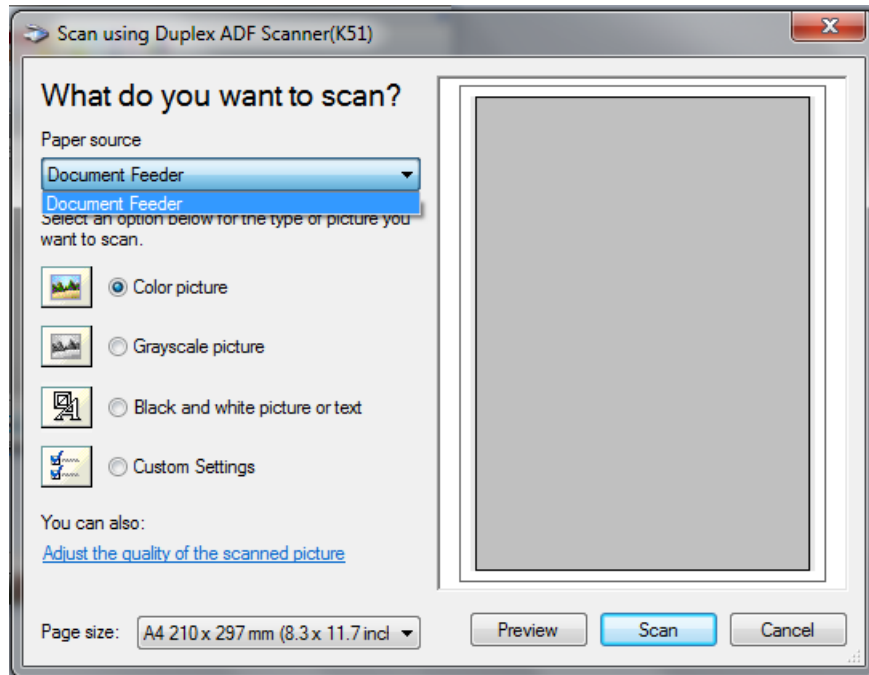 Scan using Duplex ADF Scanner(K51)
What do you want to scan?
Paper source
Document Feeder
Document Feeder
Select an option below for the type of picture you
want to scan.
Color picture
Grayscale picture
Black and white picture or text
Custom Settings
You can also:
Adjust the quality of the scanned picture
Page size: A4 210 x 297 mm (8.3 x 11.7 incl
Preview Scan Cancel